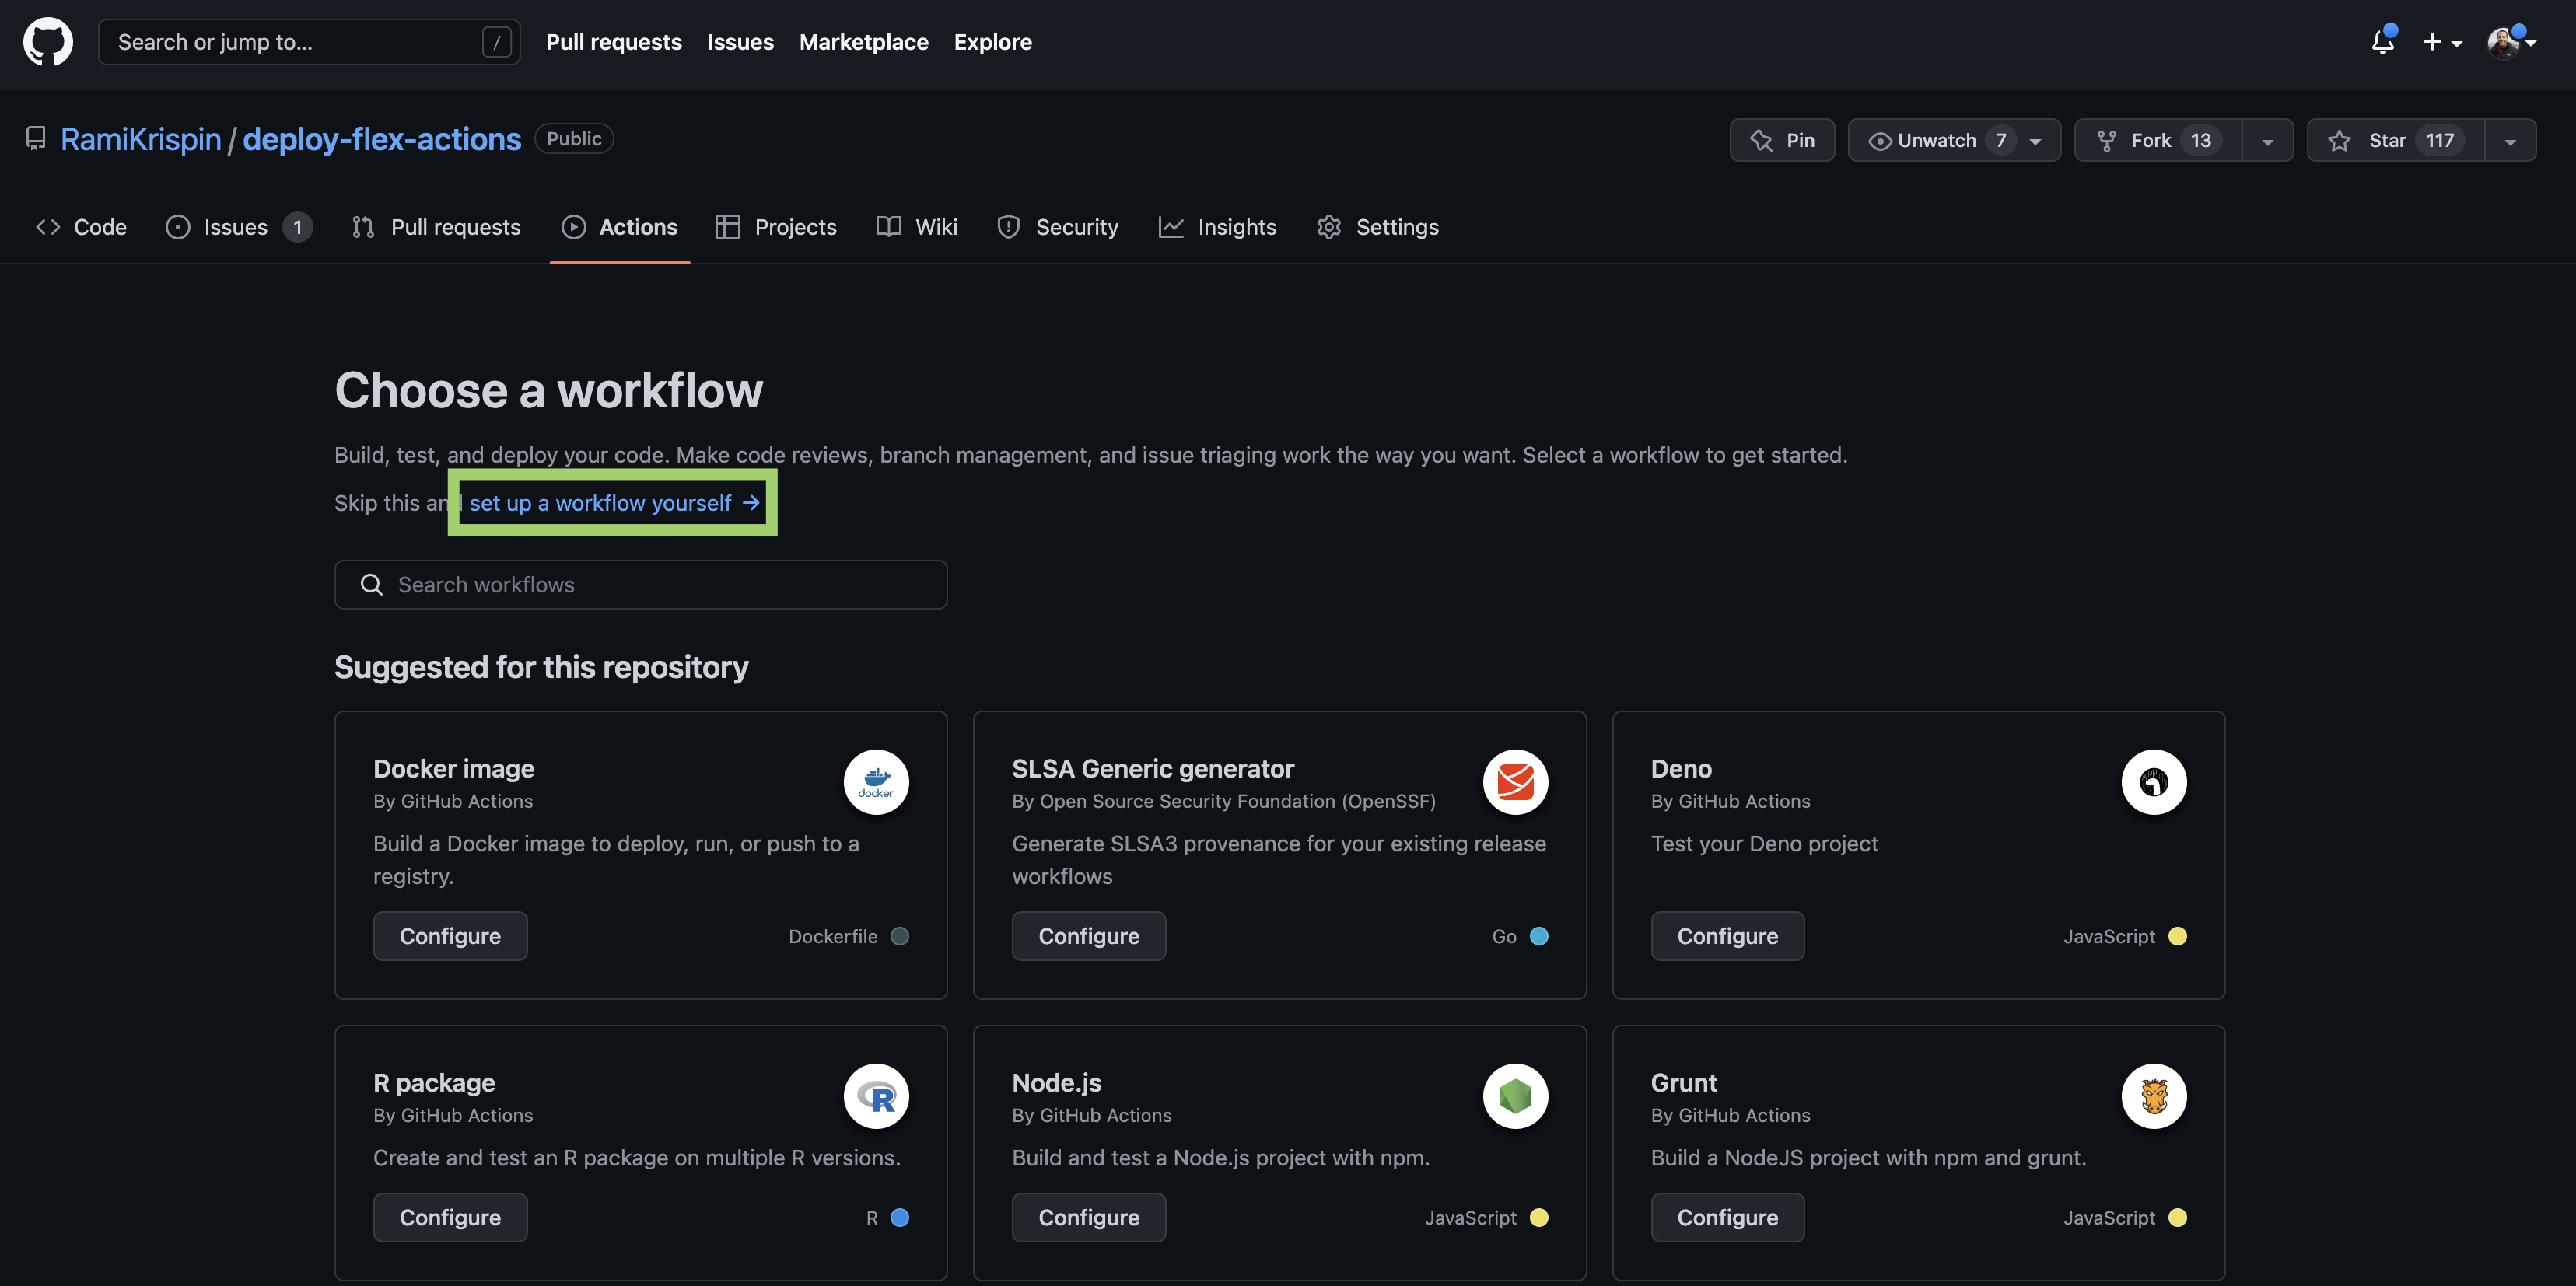 Search or jump to... /
Pull requests Issues Marketplace Explore
RamiKrispin / deploy-flex-actions Public
Pin Unwatch 7 Fork 13 Star 117
Code Issues 1 Pull requests Actions Projects Wiki Security Insights Settings
Choose a workflow
Build, test, and deploy your code. Make code reviews, branch management, and issue triaging work the way you want. Select a workflow to get started.
Skip this and set up a workflow yourself →
Search workflows
Suggested for this repository
Docker image
By GitHub Actions
docker
Build a Docker image to deploy, run, or push to a
registry.
Configure Dockerfile
SLSA Generic generator
By Open Source Security Foundation (OpenSSF)
Generate SLSA3 provenance for your existing release
workflows
Configure Go
Deno
By GitHub Actions
Test your Deno project
Configure JavaScript
R package
By GitHub Actions
R
Create and test an R package on multiple R versions.
Configure R
Node.js
By GitHub Actions
Build and test a Node.js project with npm.
Configure JavaScript
Grunt
By GitHub Actions
Build a NodeJS project with npm and grunt.
Configure JavaScript